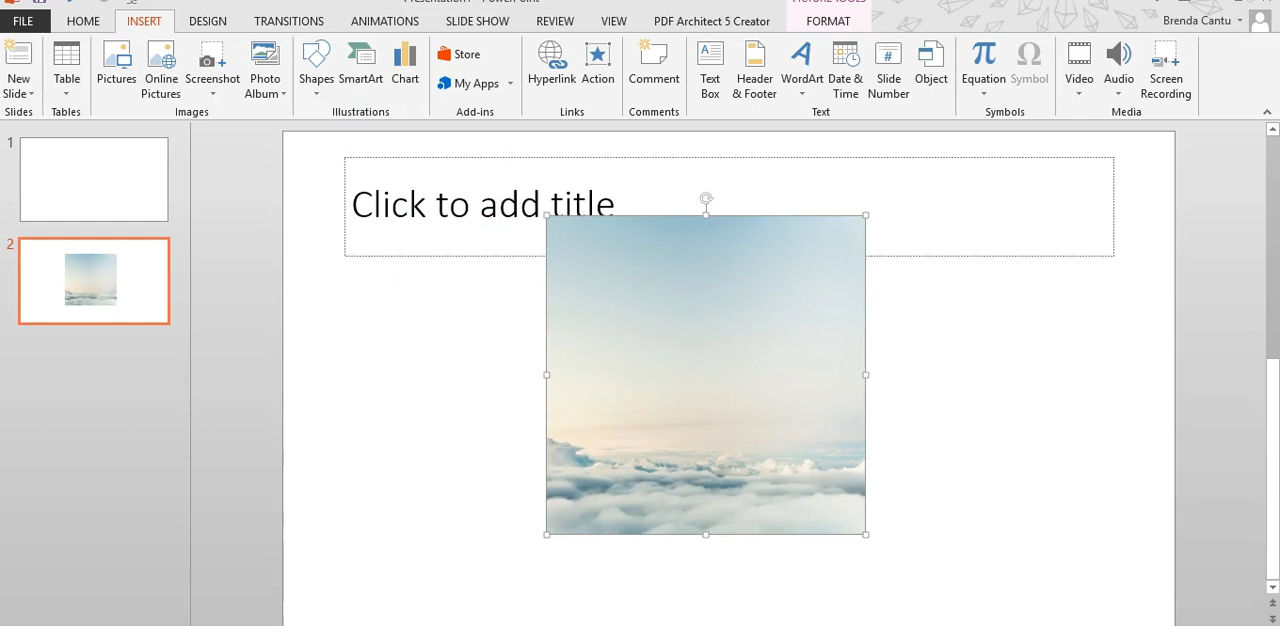 FILE INSERT HOME DESIGN TRANSITIONS ANIMATIONS SLIDE SHOW REVIEW VIEW PDF Architect 5 Creator FORMAT Brenda Cantu
New Slide
Table
Pictures
Online Pictures
Screenshot
Photo Album
Shapes
SmartArt
Chart
Store
My Apps
Hyperlink
Action
Comment
Text Box
Header & Footer
WordArt
Date & Time
# Slide Number
Object
π Equation
Ω Symbol
Video
Audio
Screen Recording
Slides Tables Images Illustrations Add-ins Links Comments Text Symbols Media
1
2
Click to add title